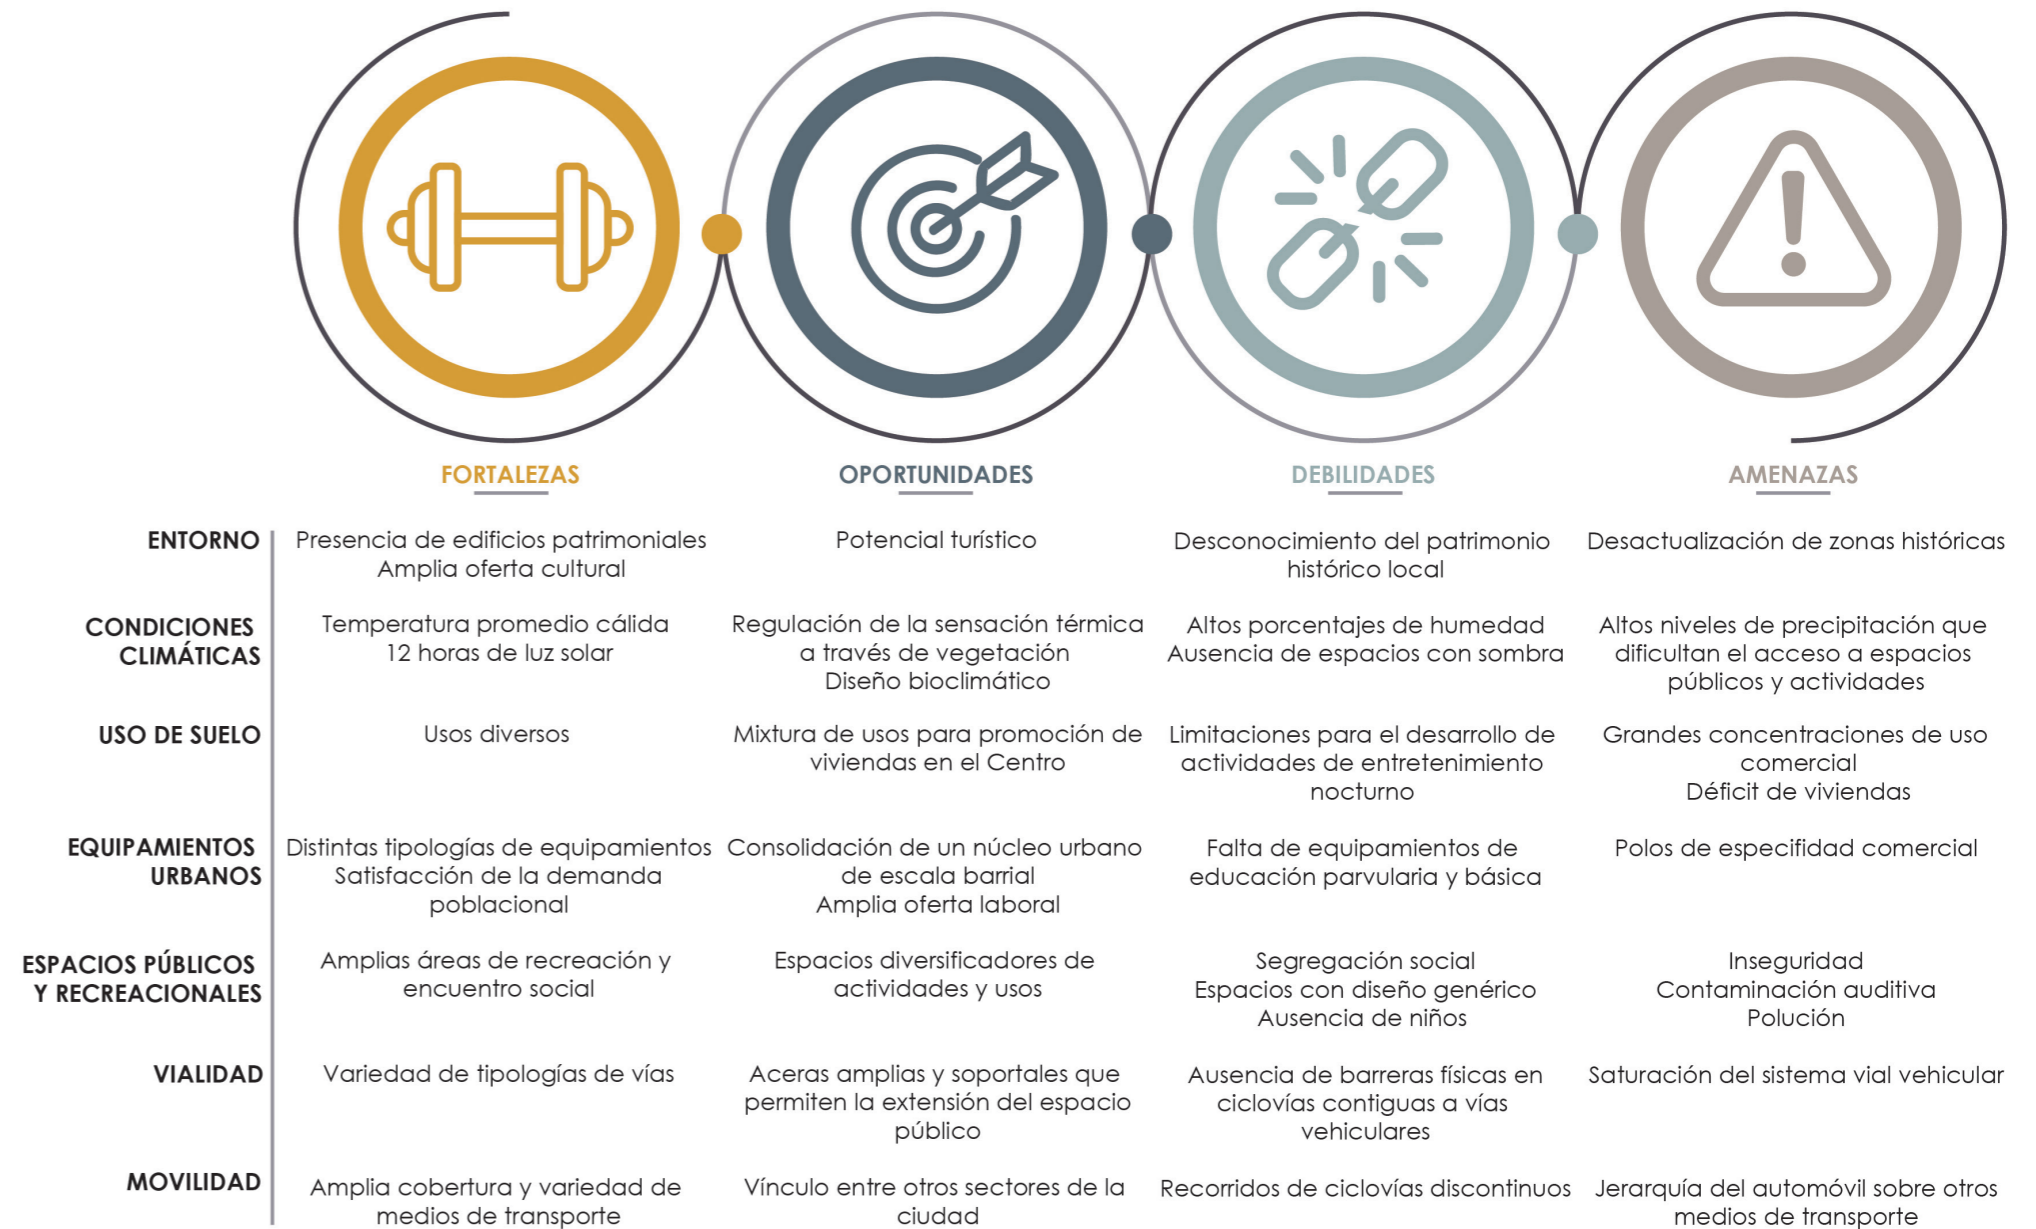 FORTALEZAS
OPORTUNIDADES
DEBILIDADES
AMENAZAS
ENTORNO
Presencia de edificios patrimoniales
Amplia oferta cultural
Potencial turístico
Desconocimiento del patrimonio
histórico local
Desactualización de zonas históricas
CONDICIONES
CLIMÁTICAS
Temperatura promedio cálida
12 horas de luz solar
Regulación de la sensación térmica
a través de vegetación
Diseño bioclimático
Altos porcentajes de humedad
Ausencia de espacios con sombra
Altos niveles de precipitación que
dificultan el acceso a espacios
públicos y actividades
USO DE SUELO
Usos diversos
Mixtura de usos para promoción de
viviendas en el Centro
Limitaciones para el desarrollo de
actividades de entretenimiento
nocturno
Grandes concentraciones de uso
comercial
Déficit de viviendas
EQUIPAMIENTOS
URBANOS
Distintas tipologías de equipamientos
Satisfacción de la demanda
poblacional
Consolidación de un núcleo urbano
de escala barrial
Amplia oferta laboral
Falta de equipamientos de
educación parvularia y básica
Polos de especifidad comercial
ESPACIOS PÚBLICOS
Y RECREACIONALES
Amplias áreas de recreación y
encuentro social
Espacios diversificadores de
actividades y usos
Segregación social
Espacios con diseño genérico
Ausencia de niños
Inseguridad
Contaminación auditiva
Polución
VIALIDAD
Variedad de tipologías de vías
Aceras amplias y soportales que
permiten la extensión del espacio
público
Ausencia de barreras físicas en
ciclovías contiguas a vías
vehiculares
Saturación del sistema vial vehicular
MOVILIDAD
Amplia cobertura y variedad de
medios de transporte
Vínculo entre otros sectores de la
ciudad
Recorridos de ciclovías discontinuos
Jerarquía del automóvil sobre otros
medios de transporte